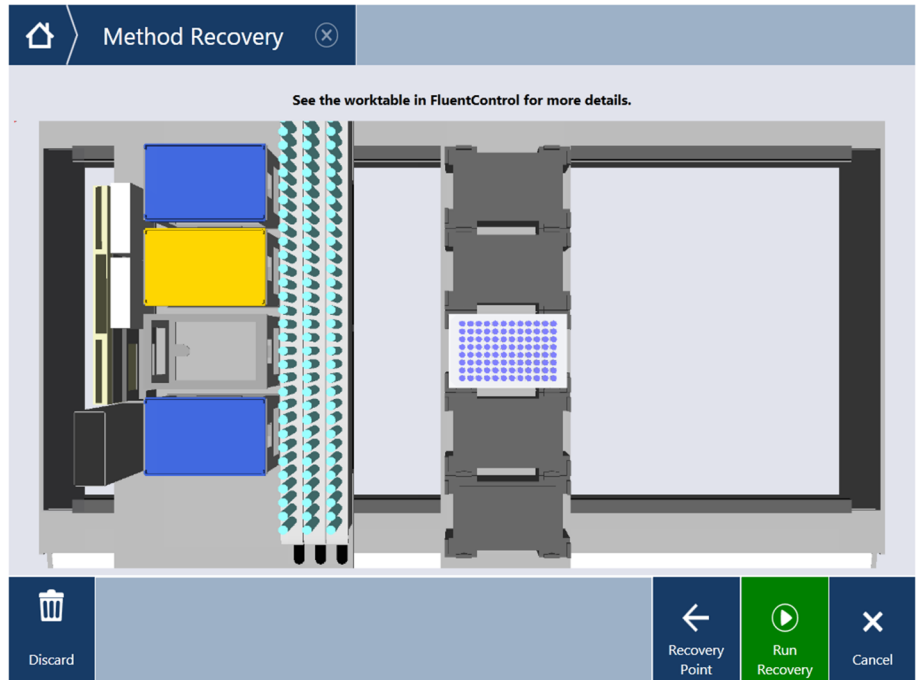 Method Recovery
See the worktable in FluentControl for more details.
Discard
Recovery
Point
Run
Recovery
Cancel